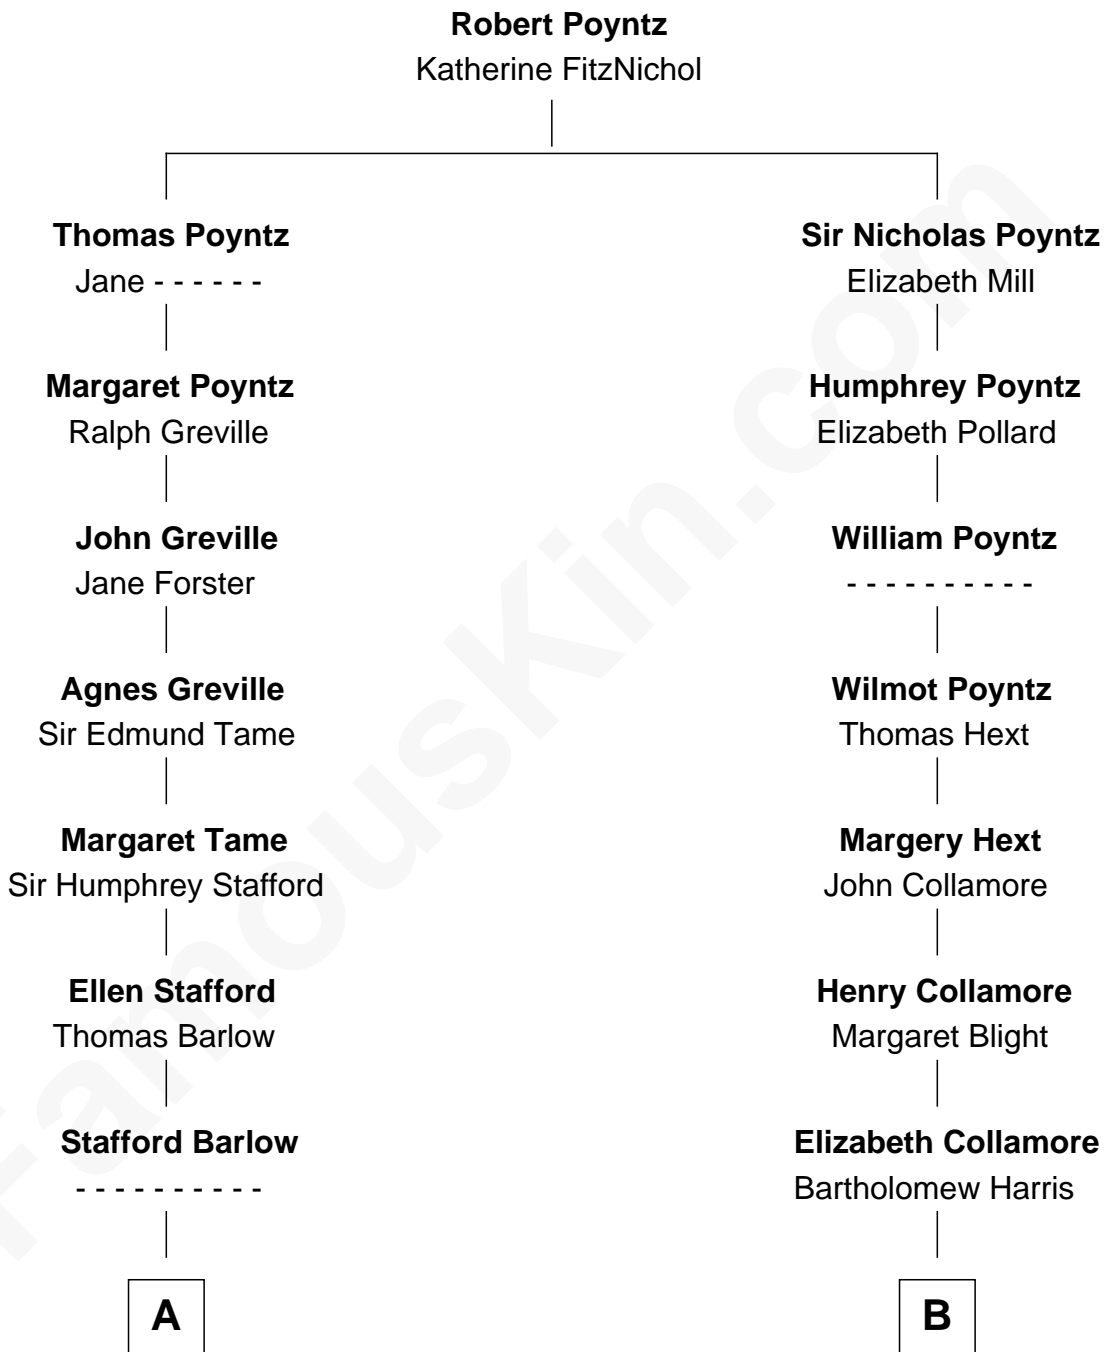 Robert Poyntz
Katherine FitzNichol
Thomas Poyntz
Jane - - - - - -
Margaret Poyntz
Ralph Greville
John Greville
Jane Forster
Agnes Greville
Sir Edmund Tame
Margaret Tame
Sir Humphrey Stafford
Ellen Stafford
Thomas Barlow
Stafford Barlow
- - - - - - - - - -
A
Sir Nicholas Poyntz
Elizabeth Mill
Humphrey Poyntz
Elizabeth Pollard
William Poyntz
- - - - - - - - - -
Wilmot Poyntz
Thomas Hext
Margery Hext
John Collamore
Henry Collamore
Margaret Blight
Elizabeth Collamore
Bartholomew Harris
B
FamousKin.com